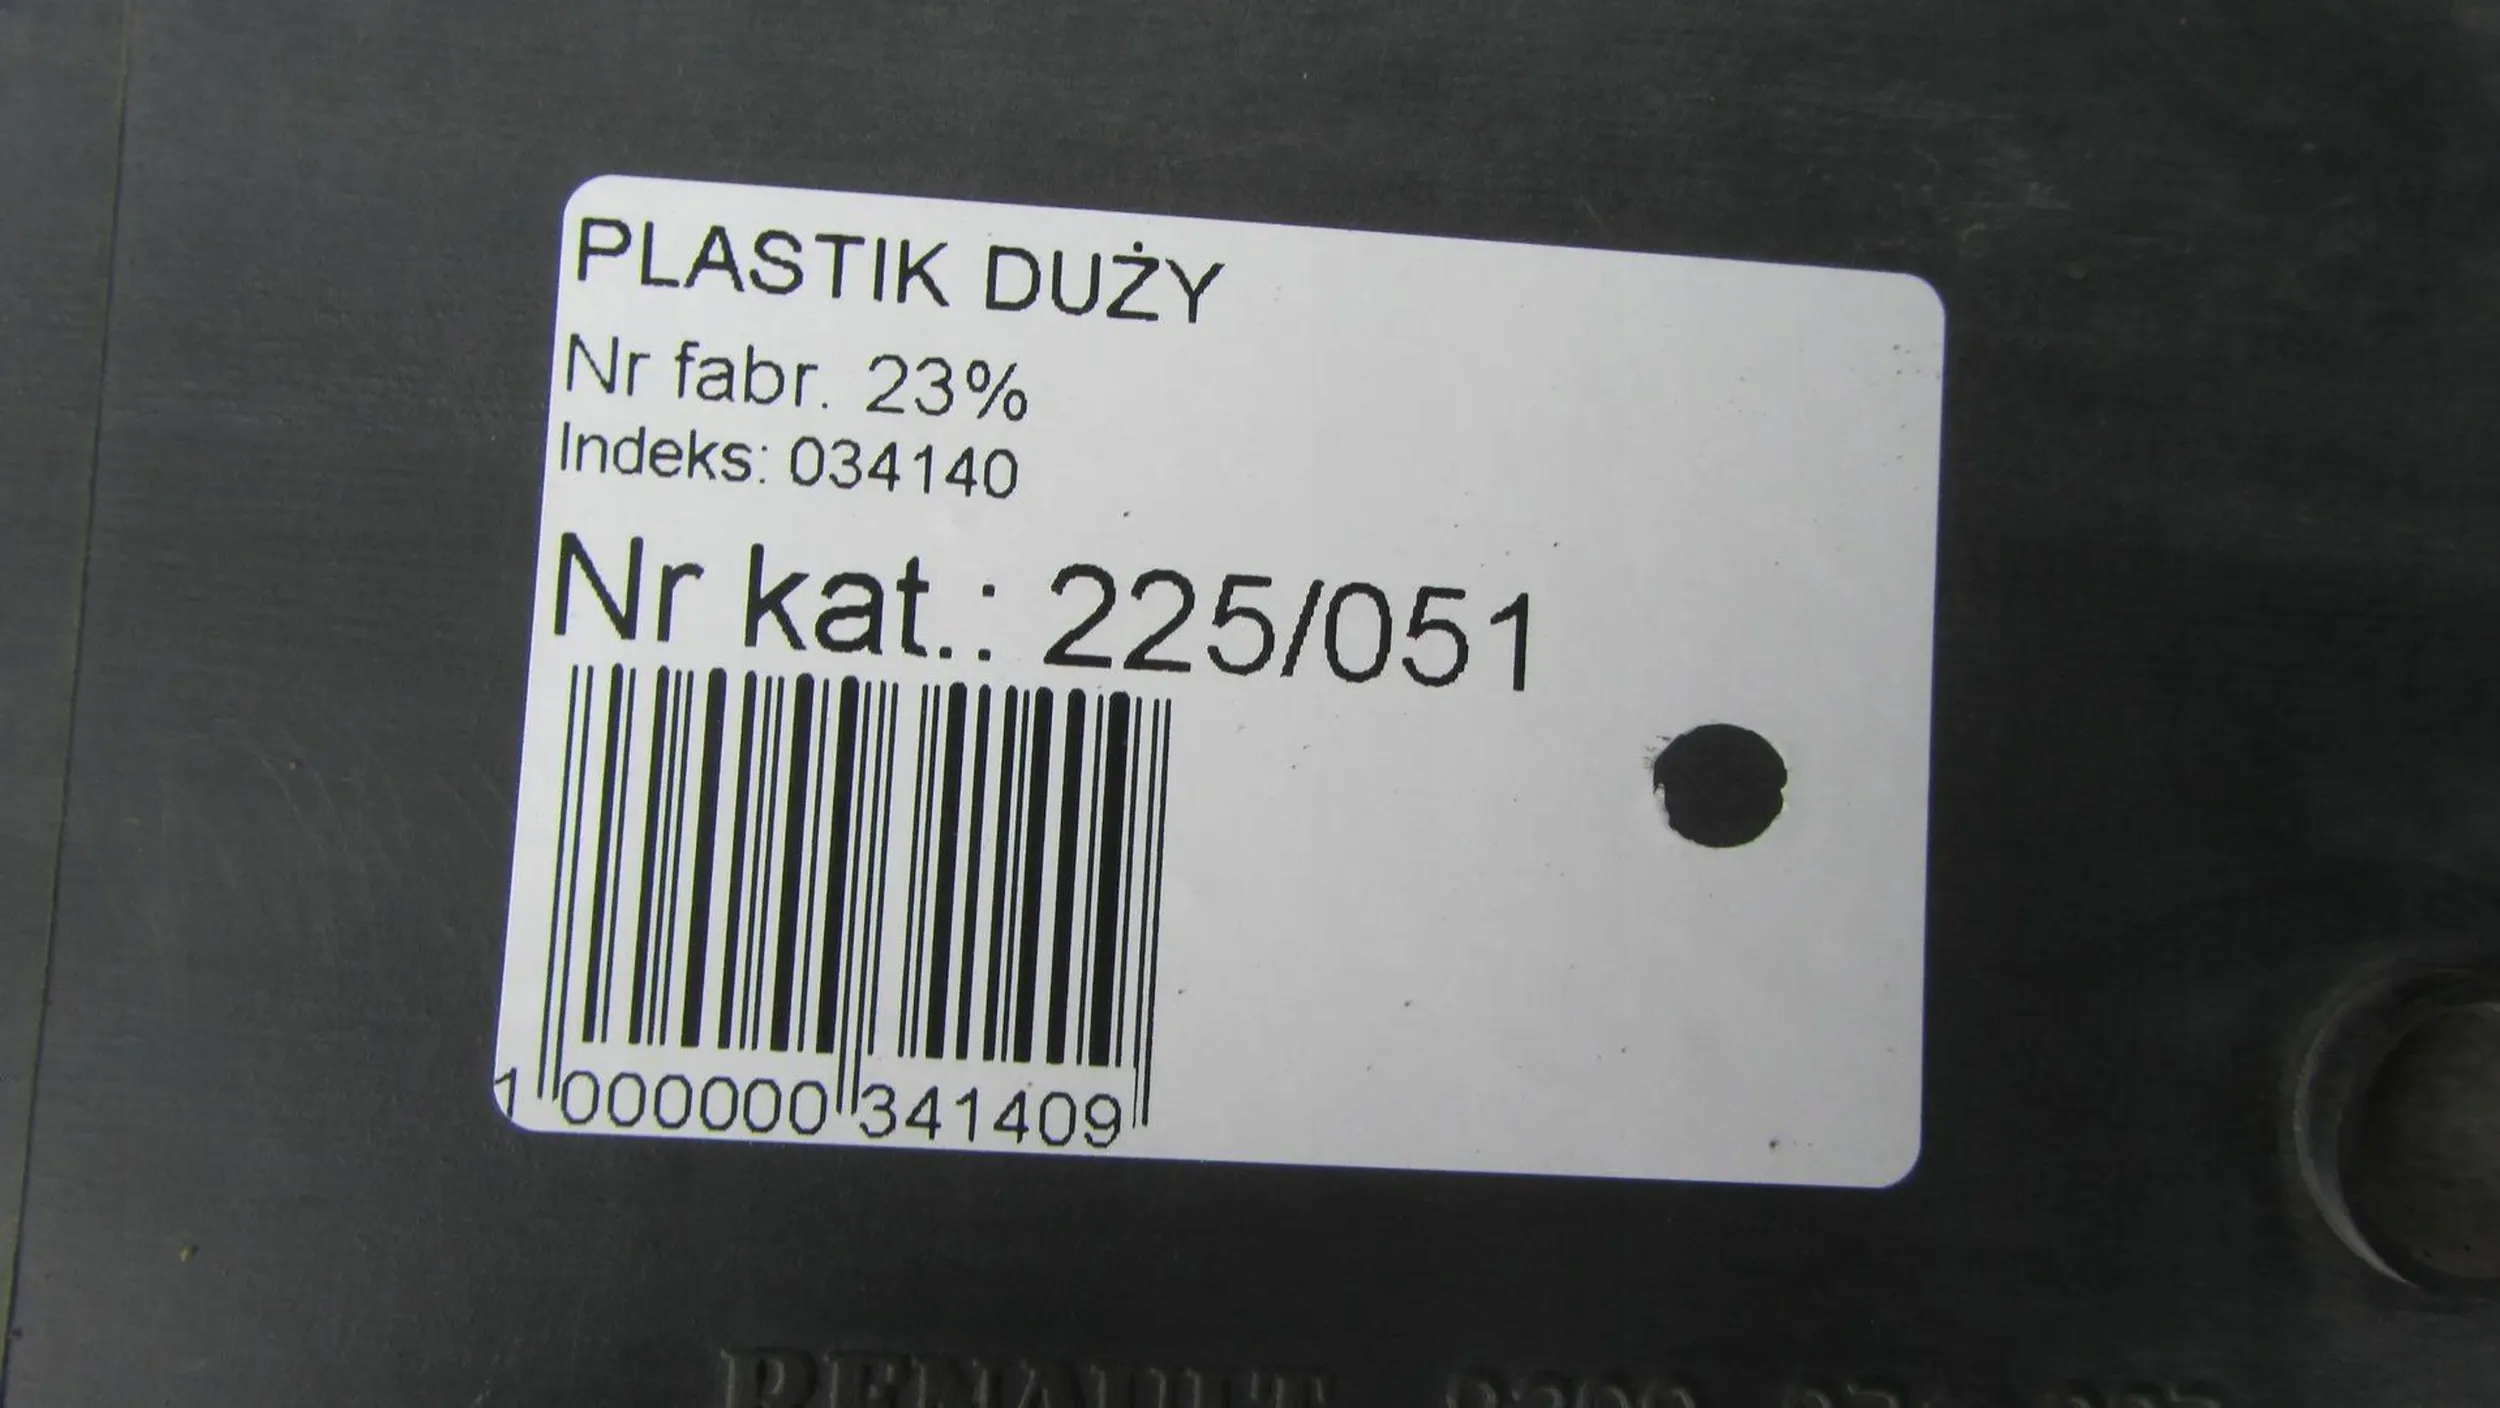 PLASTIK DUŻY
Nr fabr. 23%
Indeks: 034140
Nr kat.: 225/051
1 000000 341409
RENAULT